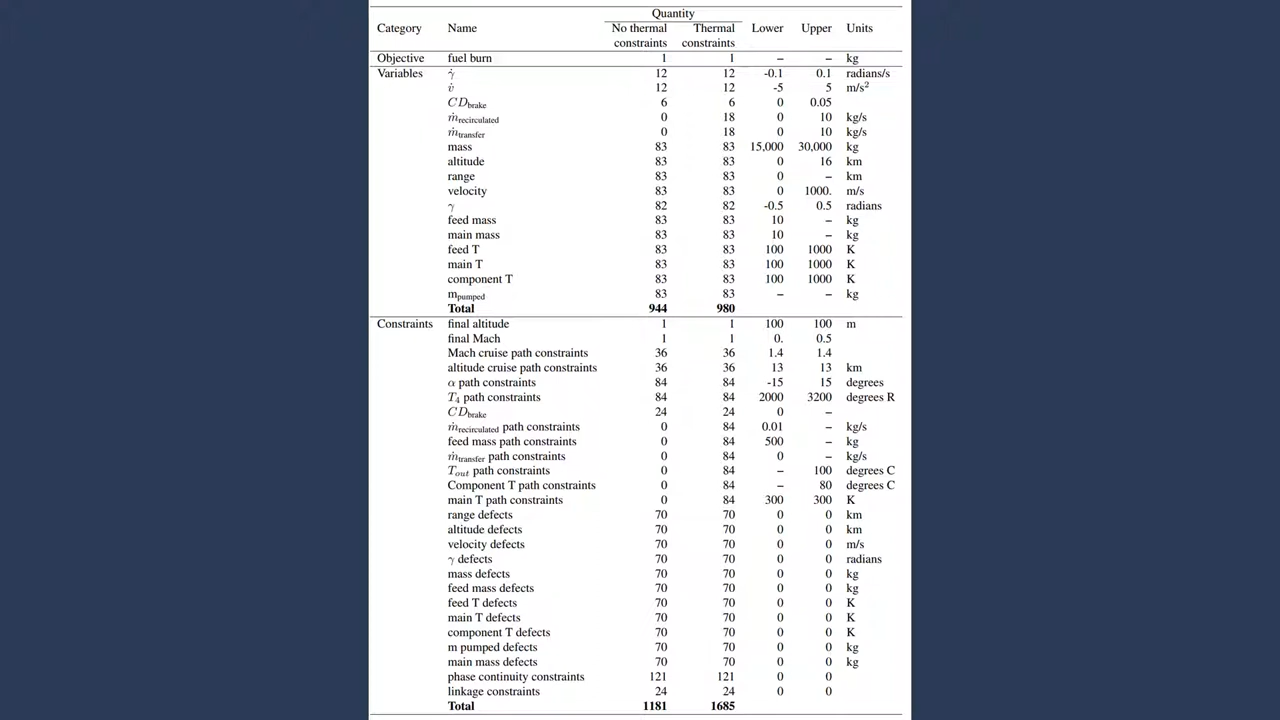 Quantity
Category Name No thermal Thermal Lower Upper Units
constraints constraints
Objective fuel burn 1 1 – – kg
Variables γ̇ 12 12 -0.1 0.1 radians/s
v̇ 12 12 -5 5 m/s²
CD_brake 6 6 0 0.05
ṁ_recirculated 0 18 0 10 kg/s
ṁ_transfer 0 18 0 10 kg/s
mass 83 83 15,000 30,000 kg
altitude 83 83 0 16 km
range 83 83 0 – km
velocity 83 83 0 1000. m/s
γ 82 82 -0.5 0.5 radians
feed mass 83 83 10 – kg
main mass 83 83 10 – kg
feed T 83 83 100 1000 K
main T 83 83 100 1000 K
component T 83 83 100 1000 K
m_pumped 83 83 – – kg
Total 944 980
Constraints final altitude 1 1 100 100 m
final Mach 1 1 0. 0.5
Mach cruise path constraints 36 36 1.4 1.4
altitude cruise path constraints 36 36 13 13 km
α path constraints 84 84 -15 15 degrees
T₄ path constraints 84 84 2000 3200 degrees R
CD_brake 24 24 0 –
ṁ_recirculated path constraints 0 84 0.01 – kg/s
feed mass path constraints 0 84 500 – kg
ṁ_transfer path constraints 0 84 0 – kg/s
T_out path constraints 0 84 – 100 degrees C
Component T path constraints 0 84 – 80 degrees C
main T path constraints 0 84 300 300 K
range defects 70 70 0 0 km
altitude defects 70 70 0 0 km
velocity defects 70 70 0 0 m/s
γ defects 70 70 0 0 radians
mass defects 70 70 0 0 kg
feed mass defects 70 70 0 0 kg
feed T defects 70 70 0 0 K
main T defects 70 70 0 0 K
component T defects 70 70 0 0 K
m pumped defects 70 70 0 0 kg
main mass defects 70 70 0 0 kg
phase continuity constraints 121 121 0 0
linkage constraints 24 24 0 0
Total 1181 1685